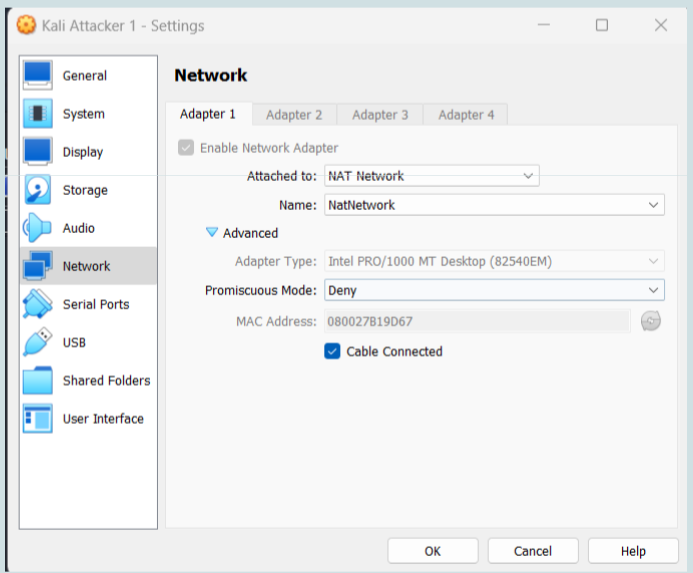 Kali Attacker 1 - Settings
General
System
Display
Storage
Audio
Network
Serial Ports
USB
Shared Folders
User Interface
Network
Adapter 1 Adapter 2 Adapter 3 Adapter 4
Enable Network Adapter
Attached to: NAT Network
Name: NatNetwork
Advanced
Adapter Type: Intel PRO/1000 MT Desktop (82540EM)
Promiscuous Mode: Deny
MAC Address: 080027B19D67
Cable Connected
OK Cancel Help